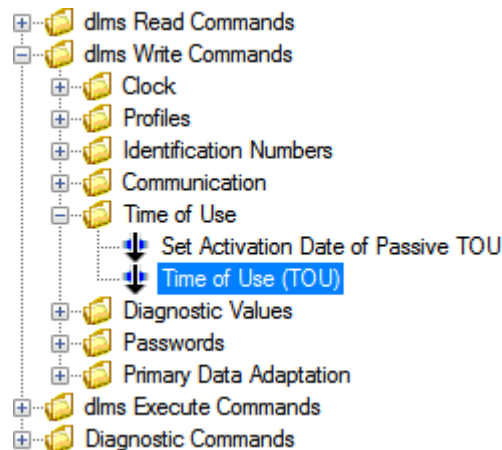 dlms Read Commands
dlms Write Commands
Clock
Profiles
Identification Numbers
Communication
Time of Use
Set Activation Date of Passive TOU
Time of Use (TOU)
Diagnostic Values
Passwords
Primary Data Adaptation
dlms Execute Commands
Diagnostic Commands